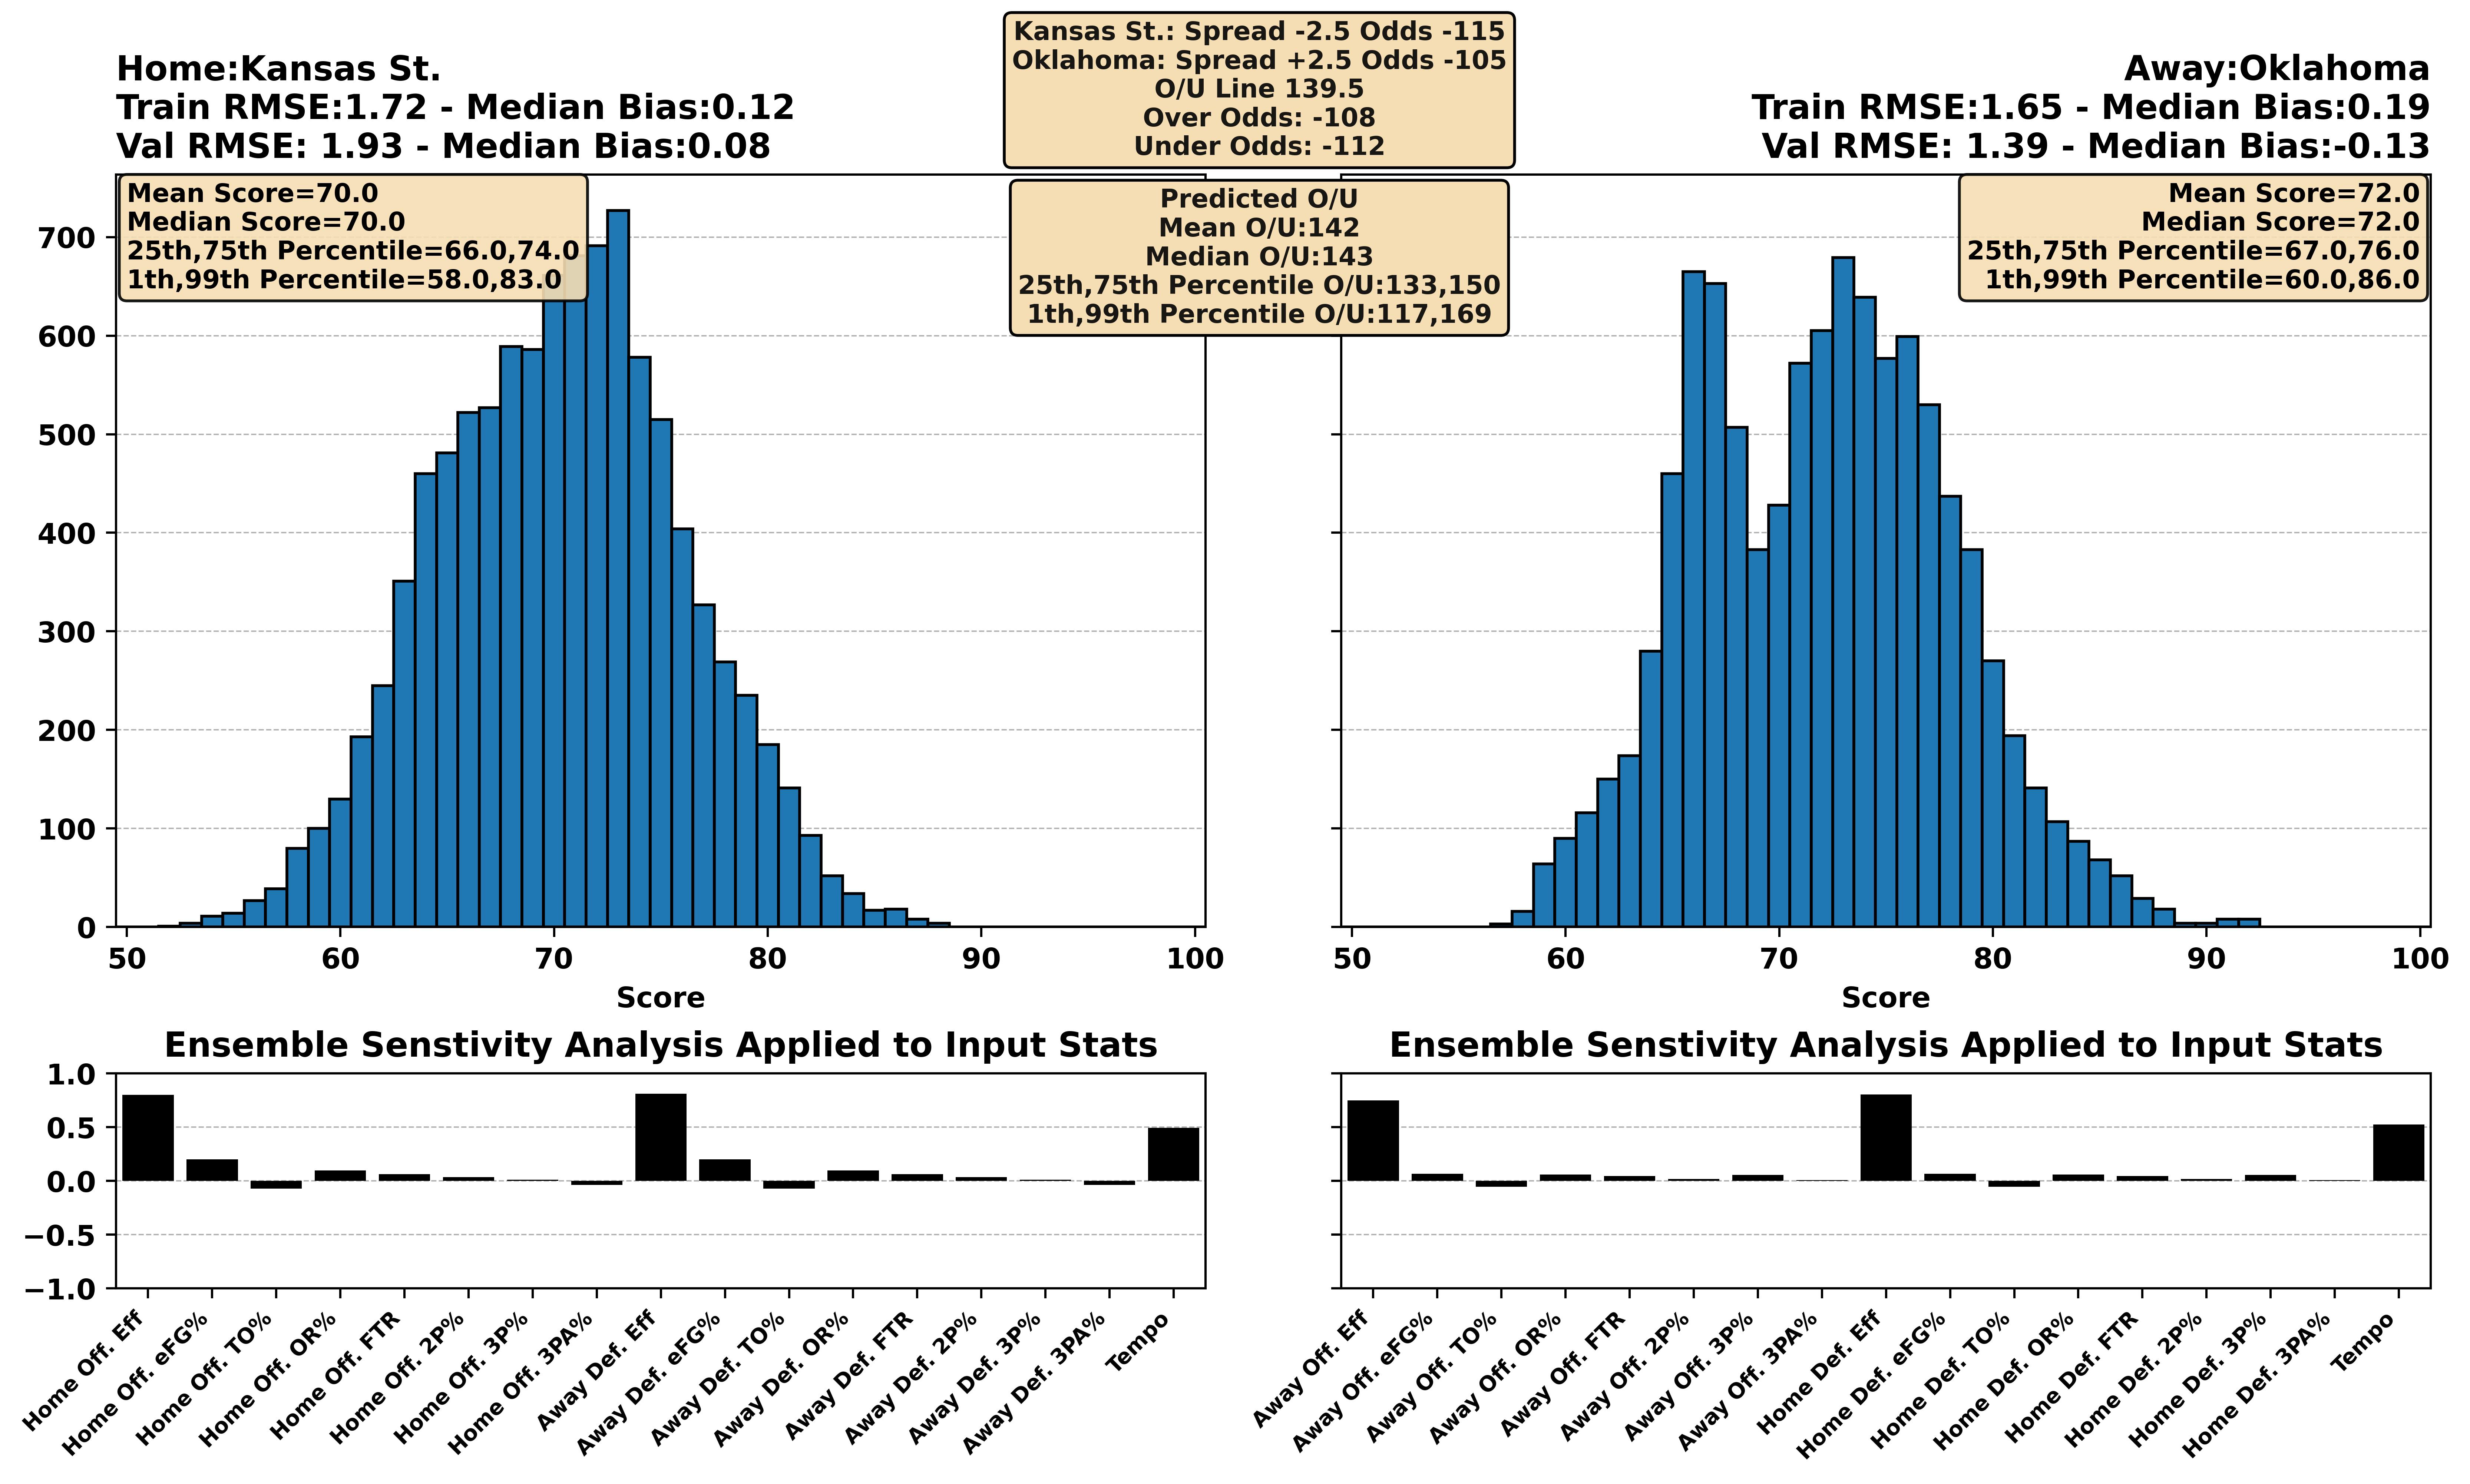 Kansas St.: Spread -2.5 Odds -115
Oklahoma: Spread +2.5 Odds -105
O/U Line 139.5
Over Odds: -108
Under Odds: -112
Home:Kansas St.
Train RMSE:1.72 - Median Bias:0.12
Val RMSE: 1.93 - Median Bias:0.08
Away:Oklahoma
Train RMSE:1.65 - Median Bias:0.19
Val RMSE: 1.39 - Median Bias:-0.13
Mean Score=70.0
Median Score=70.0
25th,75th Percentile=66.0,74.0
1th,99th Percentile=58.0,83.0
Predicted O/U
Mean O/U:142
Median O/U:143
25th,75th Percentile O/U:133,150
1th,99th Percentile O/U:117,169
Mean Score=72.0
Median Score=72.0
25th,75th Percentile=67.0,76.0
1th,99th Percentile=60.0,86.0
700
600
500
400
300
200
100
0
50 60 70 80 90 100
Score
50 60 70 80 90 100
Score
Ensemble Senstivity Analysis Applied to Input Stats
1.0
0.5
0.0
−0.5
−1.0
Home Off. Eff
Home Off. eFG%
Home Off. TO%
Home Off. OR%
Home Off. FTR
Home Off. 2P%
Home Off. 3P%
Home Off. 3PA%
Away Def. Eff
Away Def. eFG%
Away Def. TO%
Away Def. OR%
Away Def. FTR
Away Def. 2P%
Away Def. 3P%
Away Def. 3PA%
Tempo
Ensemble Senstivity Analysis Applied to Input Stats
Away Off. Eff
Away Off. eFG%
Away Off. TO%
Away Off. OR%
Away Off. FTR
Away Off. 2P%
Away Off. 3P%
Away Off. 3PA%
Home Def. Eff
Home Def. eFG%
Home Def. TO%
Home Def. OR%
Home Def. FTR
Home Def. 2P%
Home Def. 3P%
Home Def. 3PA%
Tempo